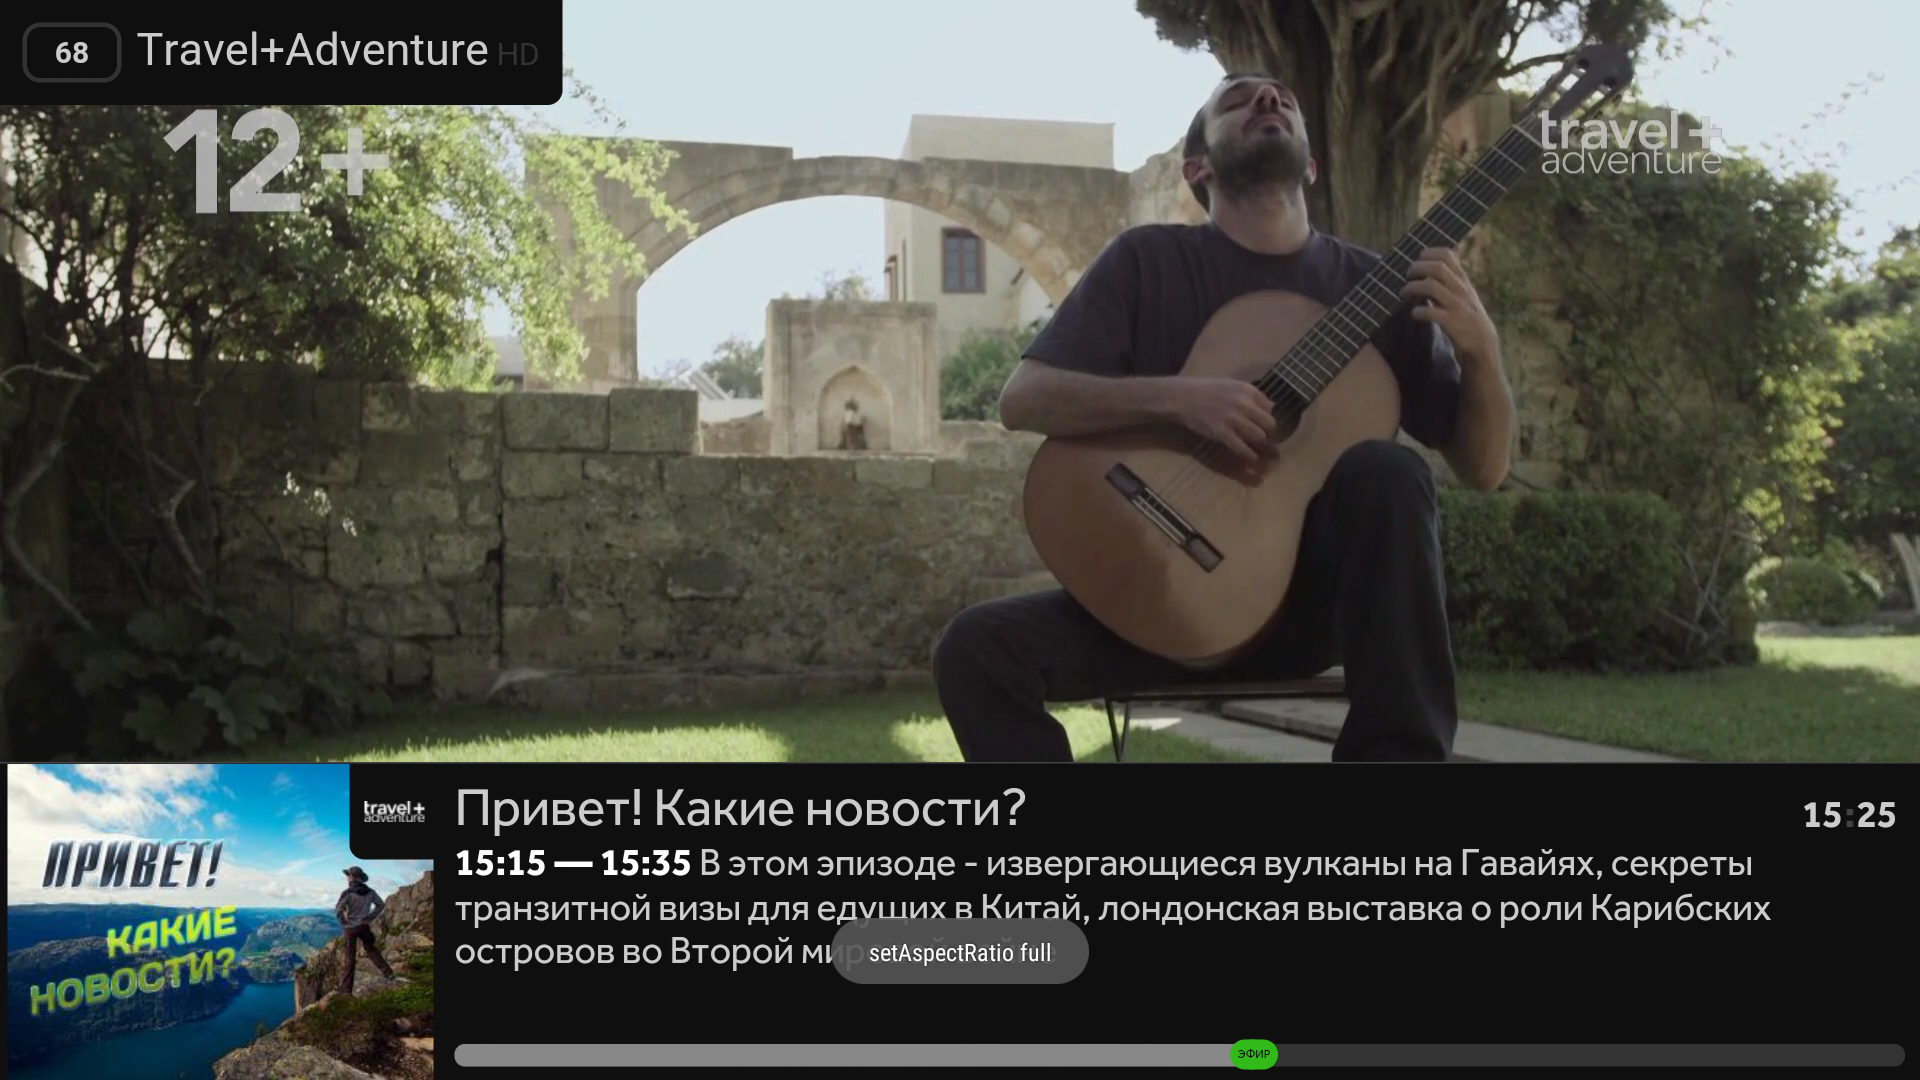 68 Travel+Adventure HD
12+
travel+
adventure
ПРИВЕТ!
КАКИЕ
НОВОСТИ?
travel+
adventure
Привет! Какие новости?
15:25
15:15 — 15:35 В этом эпизоде - извергающиеся вулканы на Гавайях, секреты
транзитной визы для едущих в Китай, лондонская выставка о роли Карибских
островов во Второй
setAspectRatio full
ЭФИР